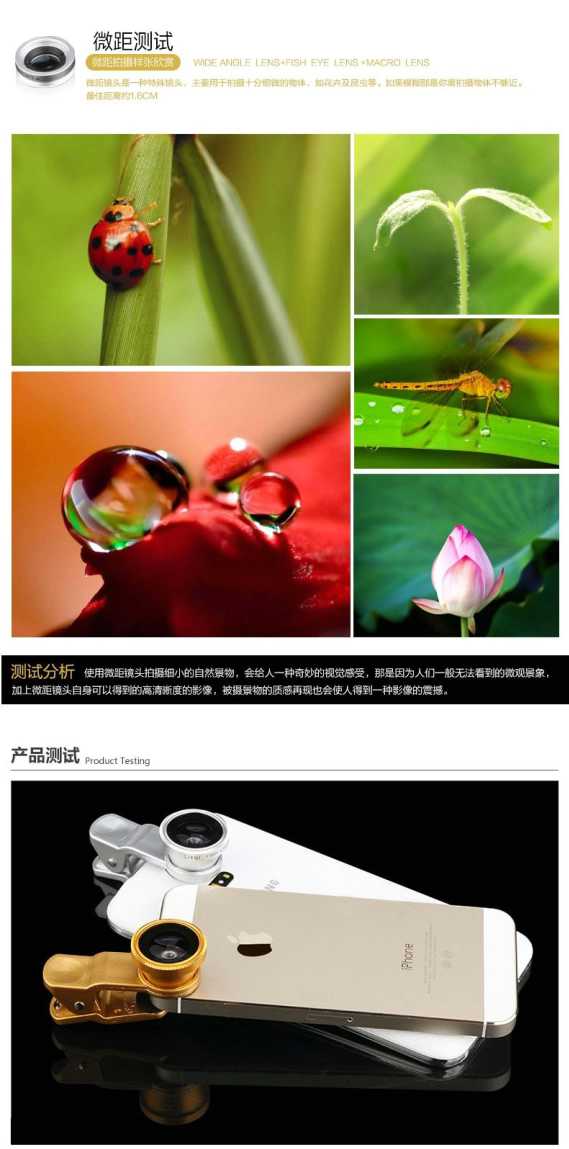 微距测试
微距拍摄样张欣赏 WIDE ANGLE LENS+FISH EYE LENS +MACRO LENS
微距镜头是一种特殊镜头，主要用于拍摄十分细微的物体，如花卉及昆虫等。如果模糊那是你离拍摄物体不够近。
最佳距离约1.6CM
测试分析 使用微距镜头拍摄细小的自然景物，会给人一种奇妙的视觉感受，那是因为人们一般无法看到的微观景象，
加上微距镜头自身可以得到的高清晰度的影像，被摄景物的质感再现也会使人得到一种影像的震撼。
产品测试 Product Testing
NG
iPhone